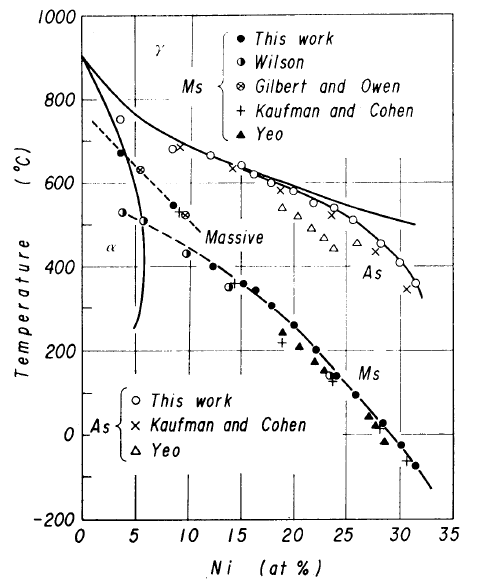 1000
γ
This work
Wilson
Ms
Gilbert and Owen
Kaufman and Cohen
Yeo
800
600
400
200
0
-200
Temperature (°C)
α
Massive
As
Ms
This work
As
Kaufman and Cohen
Yeo
0 5 10 15 20 25 30 35
Ni (at %)